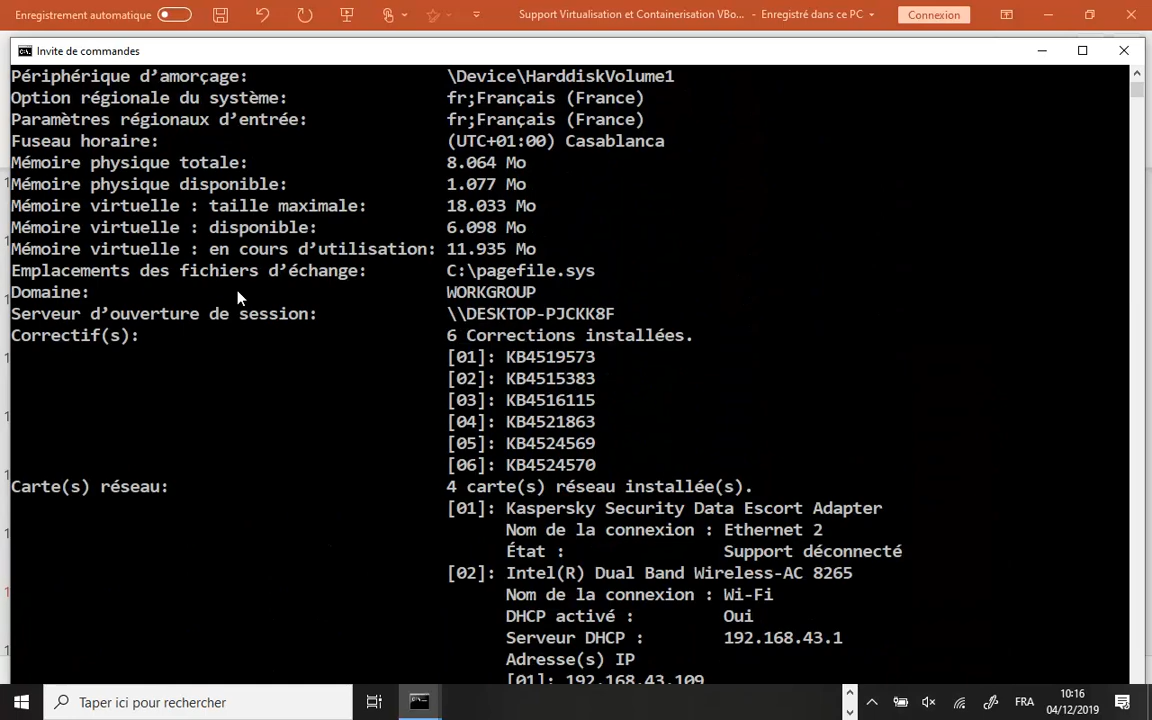 Enregistrement automatique
Support Virtualisation et Containerisation VBo... - Enregistré dans ce PC
Connexion
Invite de commandes
Périphérique d’amorçage: \Device\HarddiskVolume1
Option régionale du système: fr;Français (France)
Paramètres régionaux d’entrée: fr;Français (France)
Fuseau horaire: (UTC+01:00) Casablanca
Mémoire physique totale: 8.064 Mo
Mémoire physique disponible: 1.077 Mo
Mémoire virtuelle : taille maximale: 18.033 Mo
Mémoire virtuelle : disponible: 6.098 Mo
Mémoire virtuelle : en cours d’utilisation: 11.935 Mo
Emplacements des fichiers d’échange: C:\pagefile.sys
Domaine: WORKGROUP
Serveur d’ouverture de session: \\DESKTOP-PJCKK8F
Correctif(s): 6 Corrections installées.
[01]: KB4519573
[02]: KB4515383
[03]: KB4516115
[04]: KB4521863
[05]: KB4524569
[06]: KB4524570
Carte(s) réseau: 4 carte(s) réseau installée(s).
[01]: Kaspersky Security Data Escort Adapter
Nom de la connexion : Ethernet 2
État : Support déconnecté
[02]: Intel(R) Dual Band Wireless-AC 8265
Nom de la connexion : Wi-Fi
DHCP activé : Oui
Serveur DHCP : 192.168.43.1
Adresse(s) IP
[01]: 192.168.43.109
Taper ici pour rechercher
FRA
10:16
04/12/2019